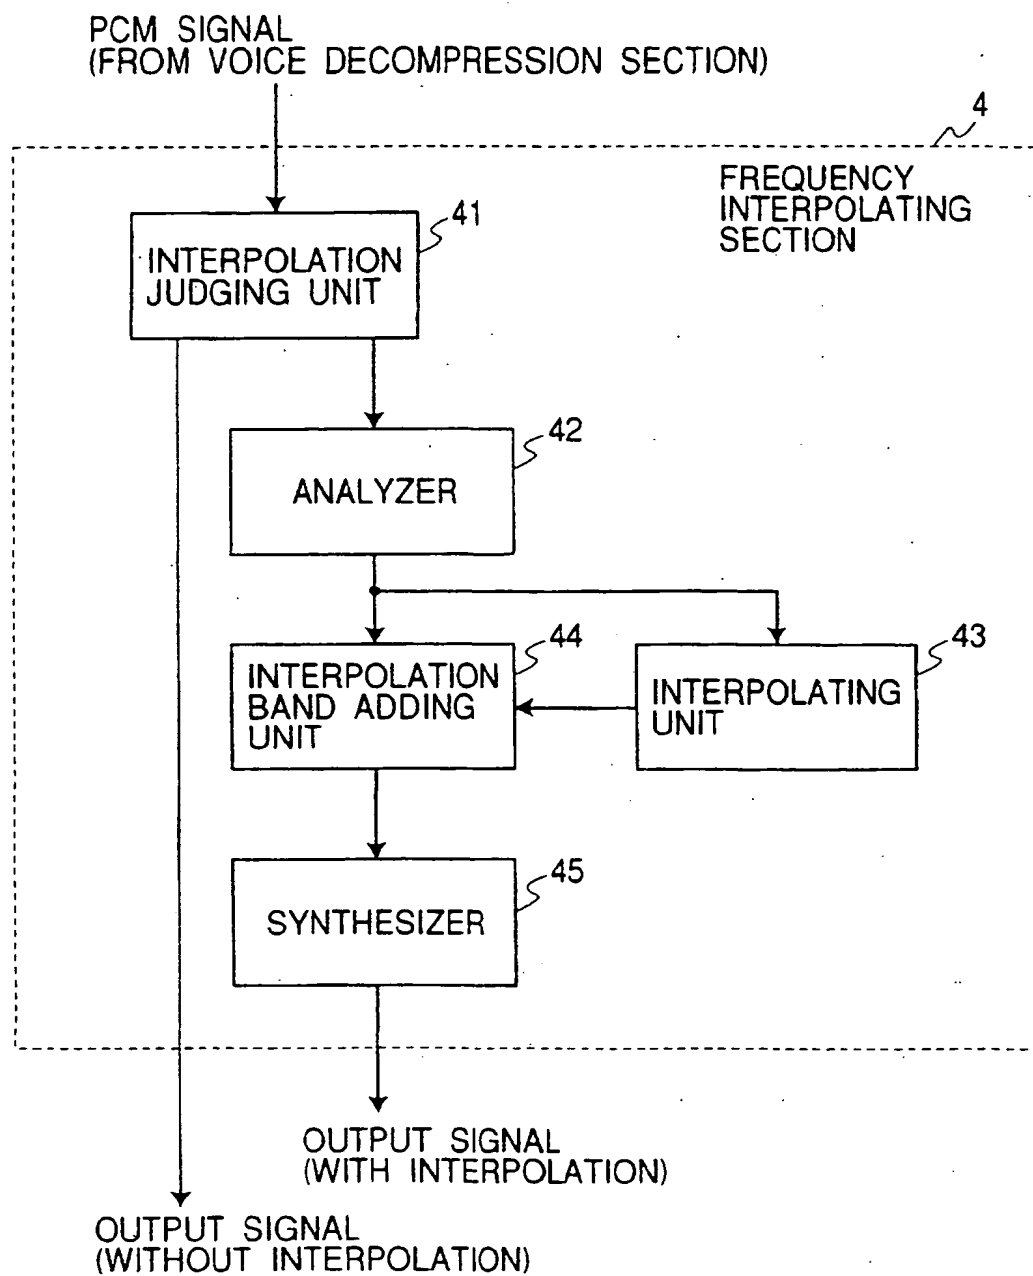 PCM SIGNAL
(FROM VOICE DECOMPRESSION SECTION)
4
FREQUENCY
INTERPOLATING
SECTION
41
INTERPOLATION
JUDGING UNIT
42
ANALYZER
44
INTERPOLATION
BAND ADDING
UNIT
43
INTERPOLATING
UNIT
45
SYNTHESIZER
OUTPUT SIGNAL
(WITH INTERPOLATION)
OUTPUT SIGNAL
(WITHOUT INTERPOLATION)